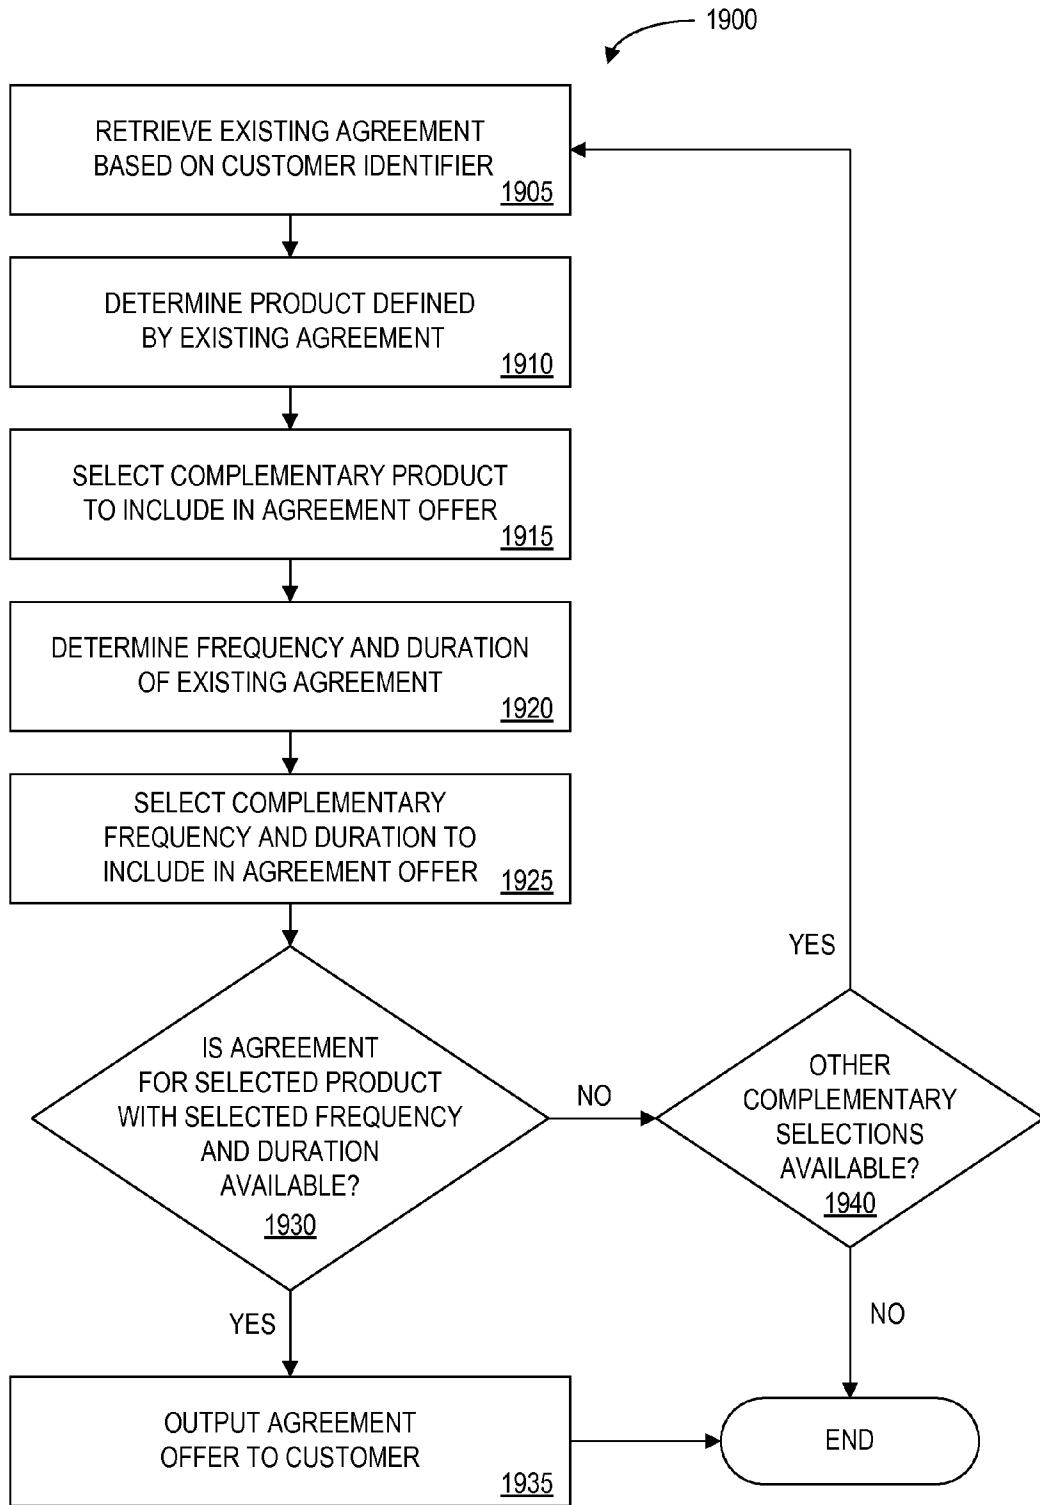 1900
RETRIEVE EXISTING AGREEMENT
BASED ON CUSTOMER IDENTIFIER
1905
DETERMINE PRODUCT DEFINED
BY EXISTING AGREEMENT
1910
SELECT COMPLEMENTARY PRODUCT
TO INCLUDE IN AGREEMENT OFFER
1915
DETERMINE FREQUENCY AND DURATION
OF EXISTING AGREEMENT
1920
SELECT COMPLEMENTARY
FREQUENCY AND DURATION TO
INCLUDE IN AGREEMENT OFFER
1925
IS AGREEMENT
FOR SELECTED PRODUCT
WITH SELECTED FREQUENCY
AND DURATION
AVAILABLE?
1930
NO
YES
OTHER
COMPLEMENTARY
SELECTIONS
AVAILABLE?
1940
YES
NO
OUTPUT AGREEMENT
OFFER TO CUSTOMER
1935
END